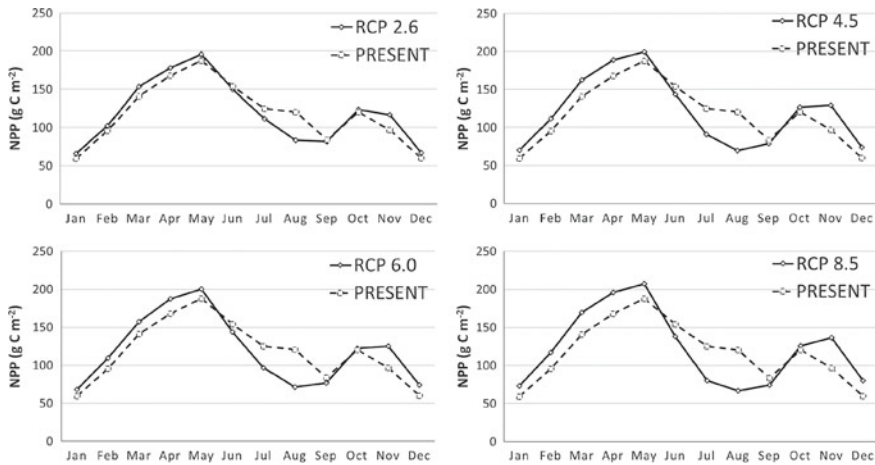 250
200
150
100
50
0
NPP (g C m⁻²)
RCP 2.6
PRESENT
Jan Feb Mar Apr May Jun Jul Aug Sep Oct Nov Dec
250
200
150
100
50
0
NPP (g C m⁻²)
RCP 4.5
PRESENT
Jan Feb Mar Apr May Jun Jul Aug Sep Oct Nov Dec
250
200
150
100
50
0
NPP (g C m⁻²)
RCP 6.0
PRESENT
Jan Feb Mar Apr May Jun Jul Aug Sep Oct Nov Dec
250
200
150
100
50
0
NPP (g C m⁻²)
RCP 8.5
PRESENT
Jan Feb Mar Apr May Jun Jul Aug Sep Oct Nov Dec